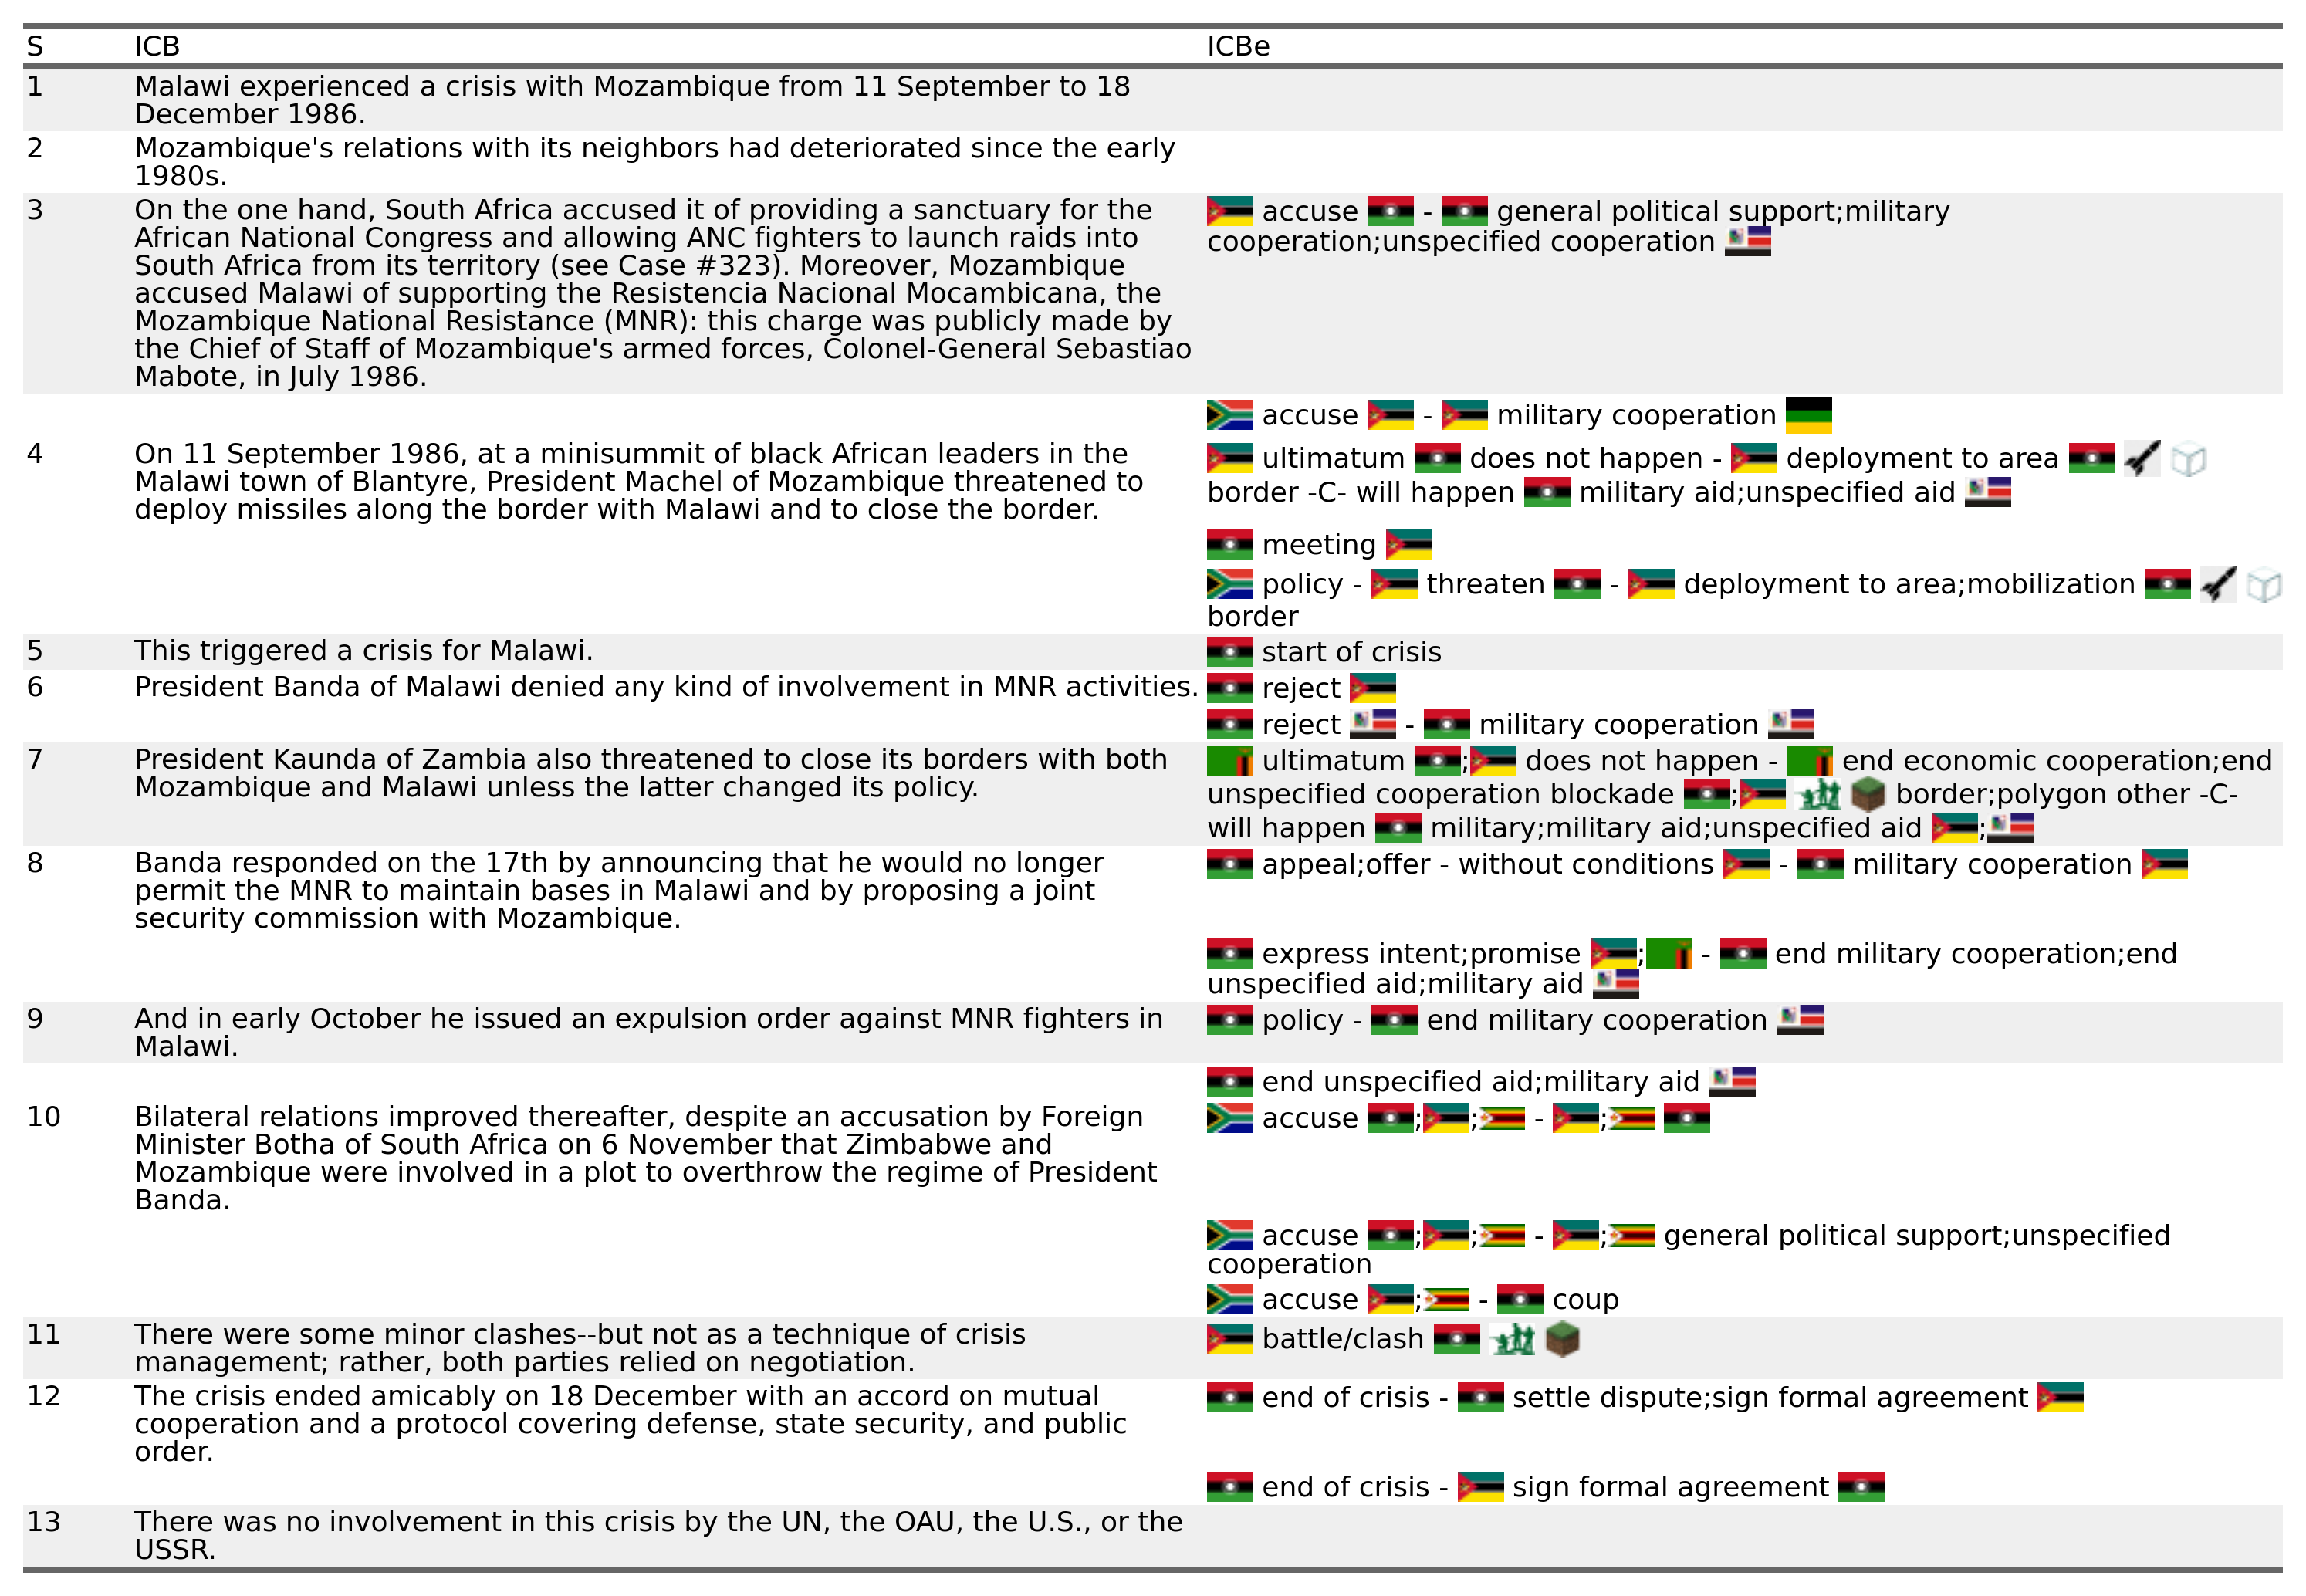 S ICB ICBe
1 Malawi experienced a crisis with Mozambique from 11 September to 18
December 1986.
2 Mozambique's relations with its neighbors had deteriorated since the early
1980s.
3 On the one hand, South Africa accused it of providing a sanctuary for the
African National Congress and allowing ANC fighters to launch raids into
South Africa from its territory (see Case #323). Moreover, Mozambique
accused Malawi of supporting the Resistencia Nacional Mocambicana, the
Mozambique National Resistance (MNR): this charge was publicly made by
the Chief of Staff of Mozambique's armed forces, Colonel-General Sebastiao
Mabote, in July 1986.
accuse - general political support;military
cooperation;unspecified cooperation
accuse - military cooperation
4 On 11 September 1986, at a minisummit of black African leaders in the
Malawi town of Blantyre, President Machel of Mozambique threatened to
deploy missiles along the border with Malawi and to close the border.
ultimatum does not happen - deployment to area
border -C- will happen military aid;unspecified aid
meeting
policy - threaten - deployment to area;mobilization
border
5 This triggered a crisis for Malawi.
start of crisis
6 President Banda of Malawi denied any kind of involvement in MNR activities.
reject
reject - military cooperation
7 President Kaunda of Zambia also threatened to close its borders with both
Mozambique and Malawi unless the latter changed its policy.
ultimatum ; does not happen - end economic cooperation;end
unspecified cooperation blockade ; border;polygon other -C-
will happen military;military aid;unspecified aid ;
8 Banda responded on the 17th by announcing that he would no longer
permit the MNR to maintain bases in Malawi and by proposing a joint
security commission with Mozambique.
appeal;offer - without conditions - military cooperation
express intent;promise ; - end military cooperation;end
unspecified aid;military aid
9 And in early October he issued an expulsion order against MNR fighters in
Malawi.
policy - end military cooperation
end unspecified aid;military aid
10 Bilateral relations improved thereafter, despite an accusation by Foreign
Minister Botha of South Africa on 6 November that Zimbabwe and
Mozambique were involved in a plot to overthrow the regime of President
Banda.
accuse ; ; - ;
accuse ; ; - ; general political support;unspecified
cooperation
accuse ; - coup
11 There were some minor clashes--but not as a technique of crisis
management; rather, both parties relied on negotiation.
battle/clash
12 The crisis ended amicably on 18 December with an accord on mutual
cooperation and a protocol covering defense, state security, and public
order.
end of crisis - settle dispute;sign formal agreement
end of crisis - sign formal agreement
13 There was no involvement in this crisis by the UN, the OAU, the U.S., or the
USSR.